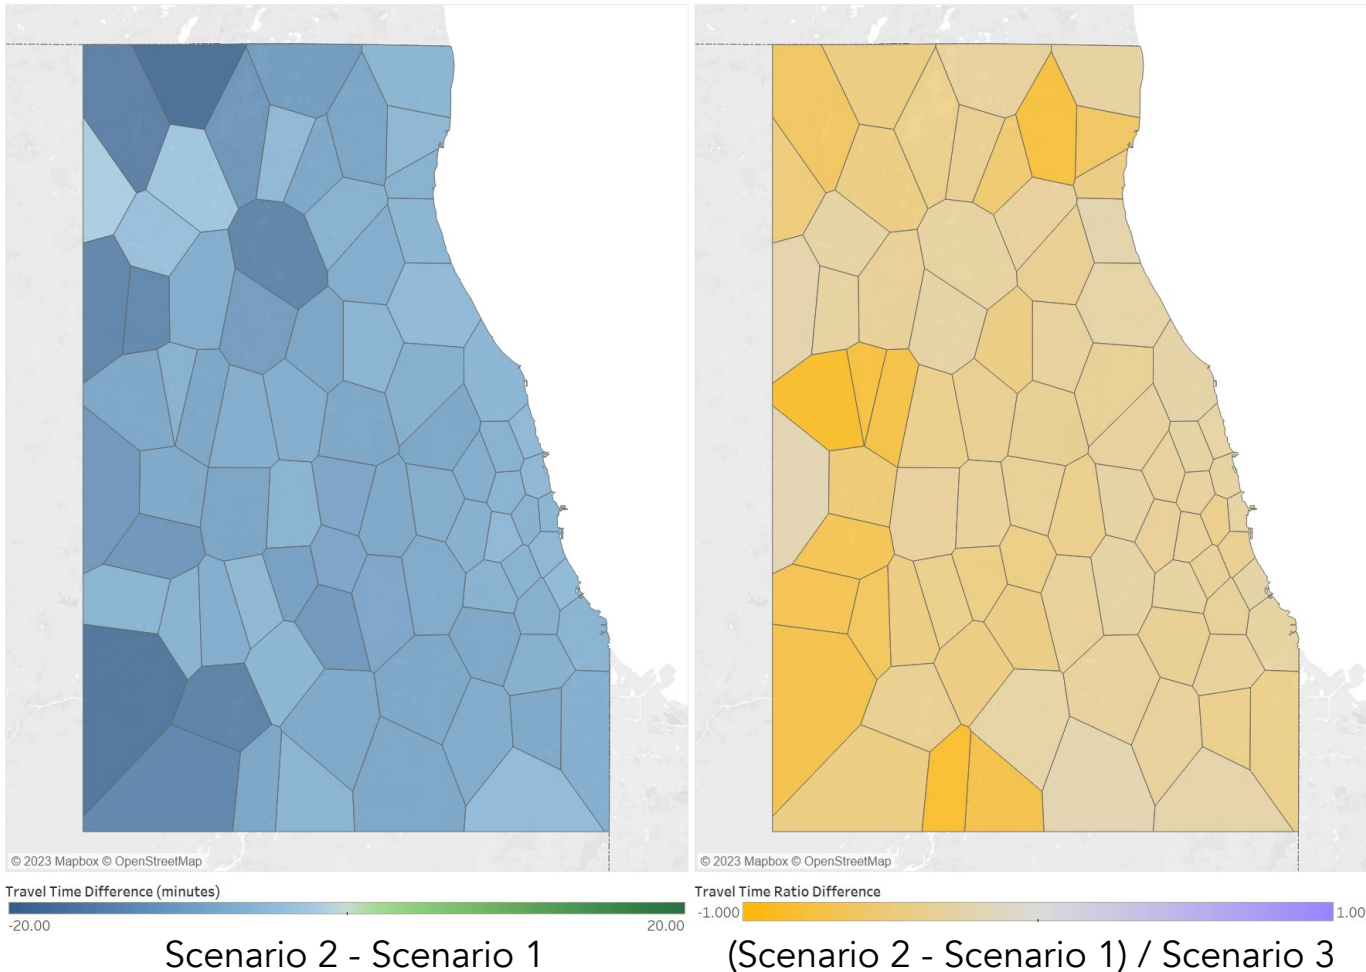 © 2023 Mapbox © OpenStreetMap
Travel Time Difference (minutes)
-20.00 20.00
Scenario 2 - Scenario 1
© 2023 Mapbox © OpenStreetMap
Travel Time Ratio Difference
-1.000 1.00
(Scenario 2 - Scenario 1) / Scenario 3